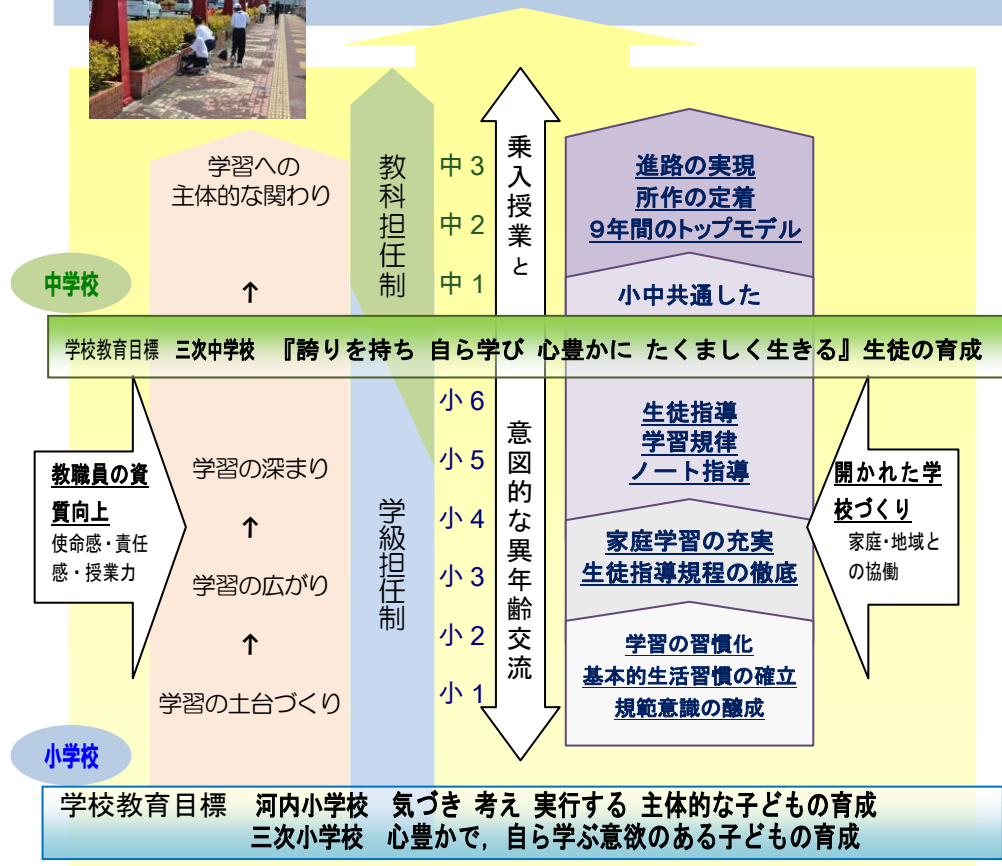 学習への
主体的な関わり
↑
学習の深まり
↑
学習の広がり
↑
学習の土台づくり
教科担任制
学級担任制
中3
中2
中1
小6
小5
小4
小3
小2
小1
乗入授業と
意図的な異年齢交流
進路の実現
所作の定着
9年間のトップモデル
小中共通した
生徒指導
学習規律
ノート指導
家庭学習の充実
生徒指導規程の徹底
学習の習慣化
基本的生活習慣の確立
規範意識の醸成
中学校
学校教育目標 三次中学校 『誇りを持ち 自ら学び 心豊かに たくましく生きる』生徒の育成
教職員の資
質向上
使命感・責任
感・授業力
開かれた学
校づくり
家庭・地域と
の協働
小学校
学校教育目標 河内小学校 気づき 考え 実行する 主体的な子どもの育成
三次小学校 心豊かで,自ら学ぶ意欲のある子どもの育成